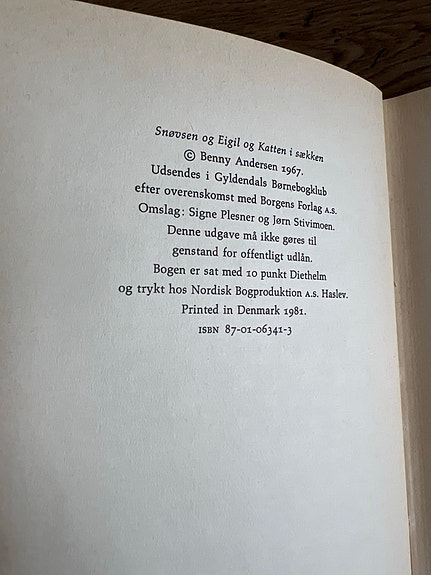 Snøvsen og Eigil og Katten i sækken
© Benny Andersen 1967.
Udsendes i Gyldendals Børnebogklub
efter overenskomst med Borgens Forlag A.S.
Omslag: Signe Plesner og Jørn Stivimoen.
Denne udgave må ikke gøres til
genstand for offentligt udlån.
Bogen er sat med 10 punkt Diethelm
og trykt hos Nordisk Bogproduktion A.S. Haslev.
Printed in Denmark 1981.
ISBN 87-01-06341-3